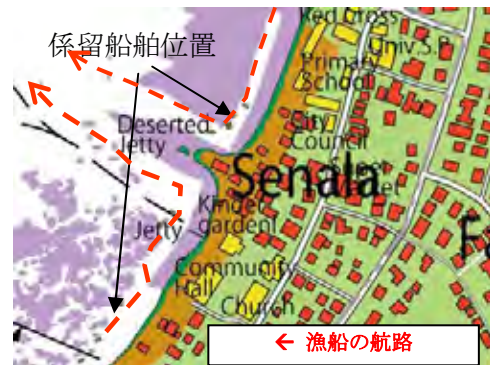 係留船舶位置
Red Cross
Univ.S.P.
Primary
School
Deserted
Jetty
City
Council
Senala
Kinder
garden
Jetty
Community
Hall
Church
← 漁船の航路